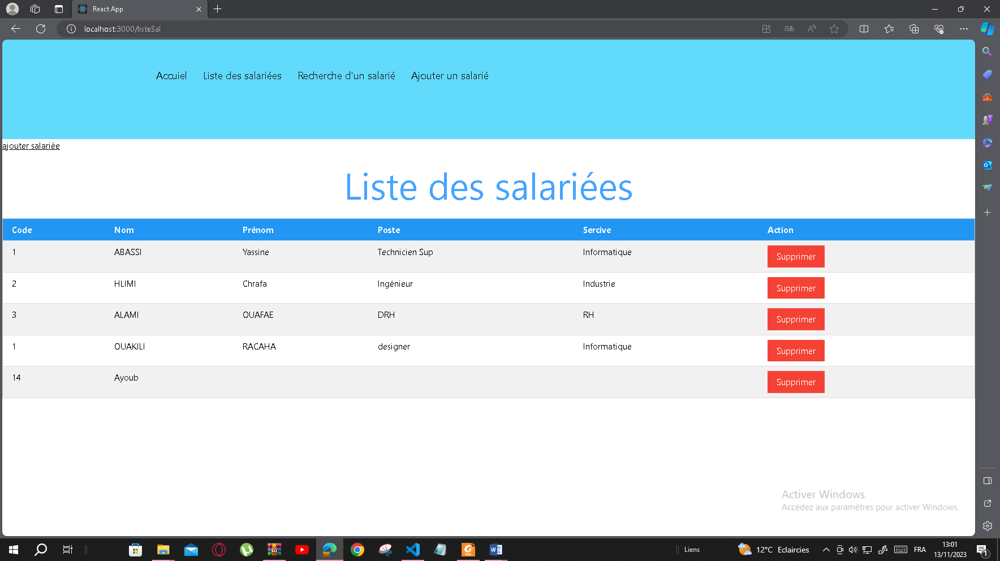 React App
localhost:3000/listeSal
Accuiel Liste des salariées Recherche d'un salarié Ajouter un salarié
ajouter salariée
Liste des salariées
Code Nom Prénom Poste Sercive Action
1 ABASSI Yassine Technicien Sup Informatique Supprimer
2 HLIMI Chrafa Ingénieur Industrie Supprimer
3 ALAMI OUAFAE DRH RH Supprimer
1 OUAKILI RACAHA designer Informatique Supprimer
14 Ayoub Supprimer
Activer Windows
Accédez aux paramètres pour activer Windows.
Liens 12°C Eclaircies FRA 13:01
13/11/2023 1